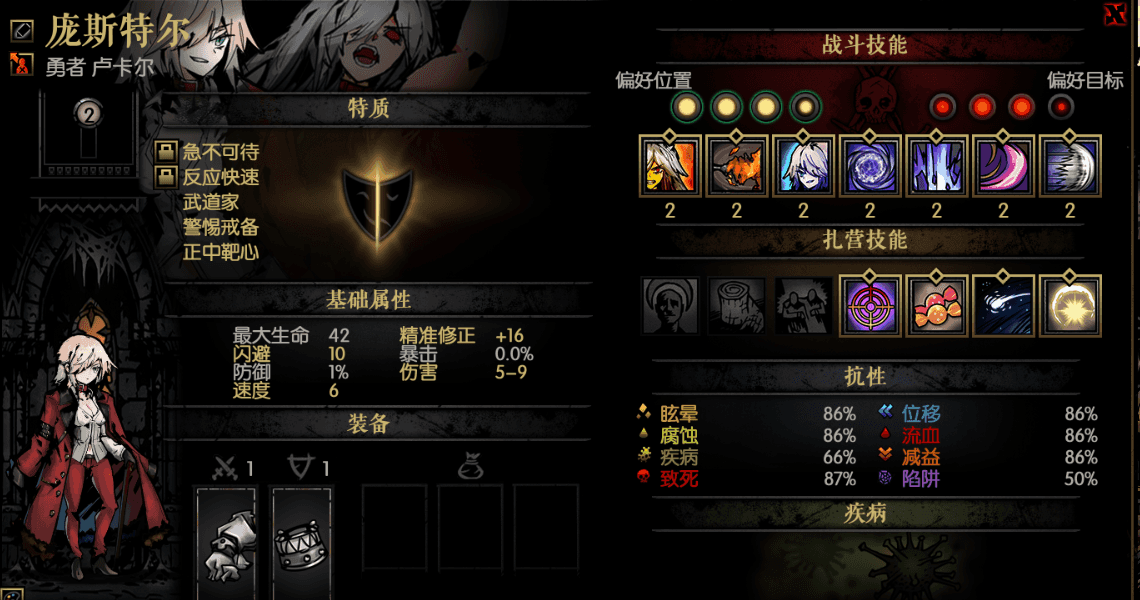 庞斯特尔
勇者 卢卡尔
2
特质
急不可待
反应快速
武道家
警惕戒备
正中靶心
基础属性
最大生命 42 精准修正 +16
闪避 10 暴击 0.0%
防御 1% 伤害 5-9
速度 6
装备
1 1
战斗技能
偏好位置 偏好目标
2 2 2 2 2 2 2
扎营技能
抗性
眩晕 86% 位移 86%
腐蚀 86% 流血 86%
疾病 66% 减益 86%
致死 87% 陷阱 50%
疾病